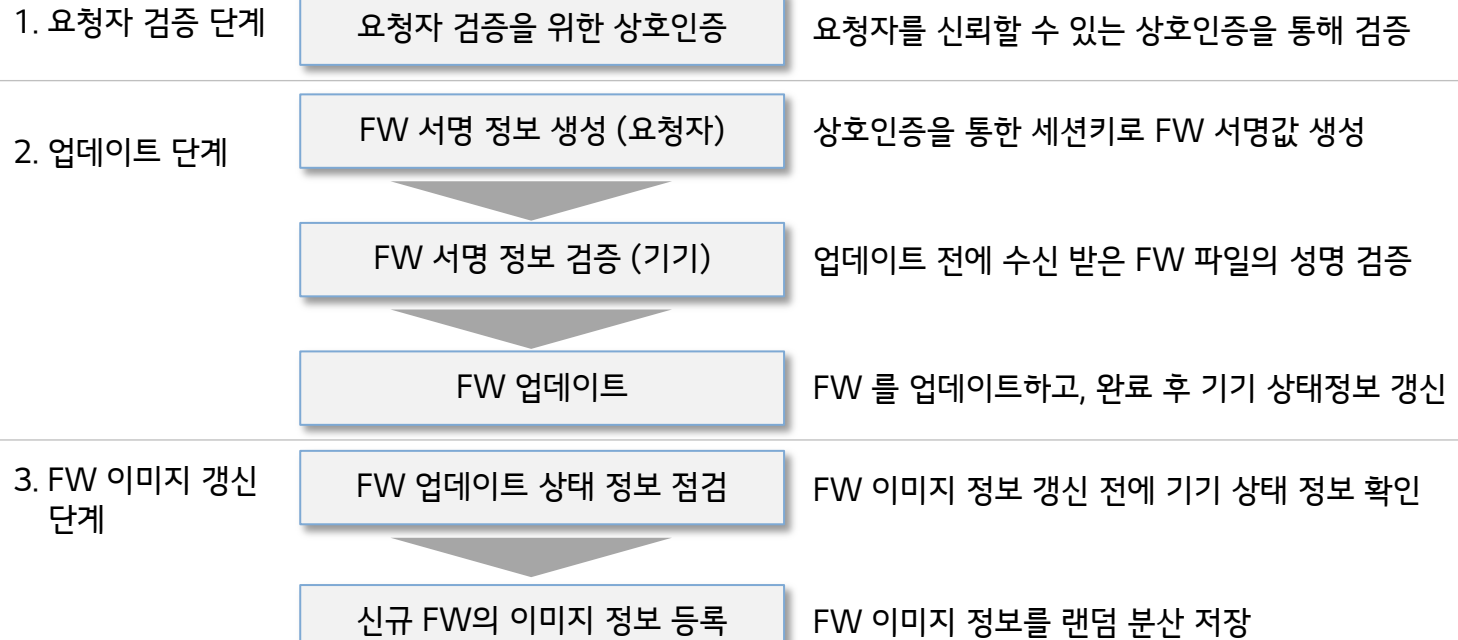 1. 요청자 검증 단계
요청자 검증을 위한 상호인증
요청자를 신뢰할 수 있는 상호인증을 통해 검증
2. 업데이트 단계
FW 서명 정보 생성 (요청자)
상호인증을 통한 세션키로 FW 서명값 생성
FW 서명 정보 검증 (기기)
업데이트 전에 수신 받은 FW 파일의 성명 검증
FW 업데이트
FW 를 업데이트하고, 완료 후 기기 상태정보 갱신
3. FW 이미지 갱신
단계
FW 업데이트 상태 정보 점검
FW 이미지 정보 갱신 전에 기기 상태 정보 확인
신규 FW의 이미지 정보 등록
FW 이미지 정보를 랜덤 분산 저장